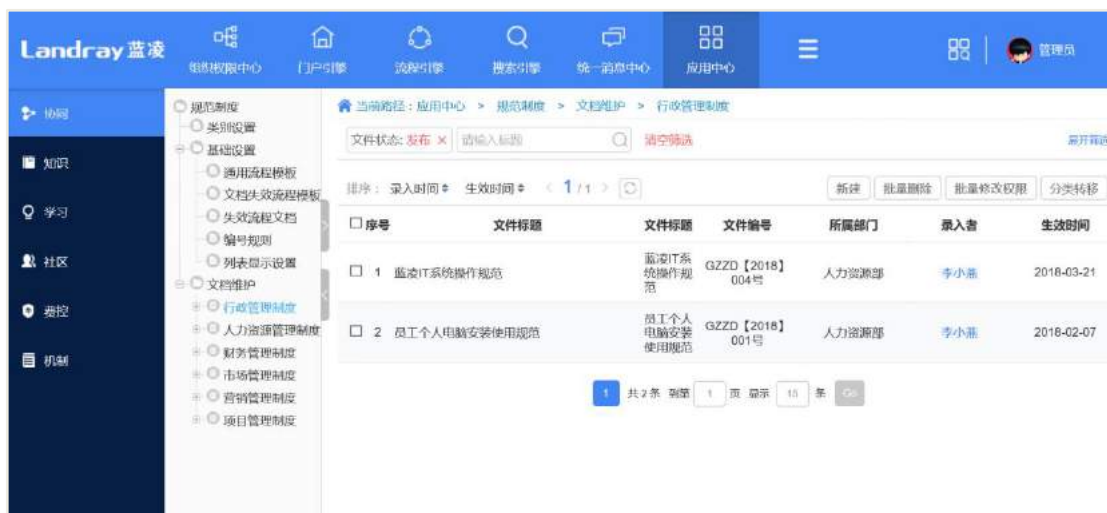 Landray 蓝凌
组织权限中心
门户引擎
流程引擎
搜索引擎
统一消息中心
应用中心
管理员
协同
知识
学习
社区
费控
机制
规范制度
类别设置
基础设置
通用流程模板
文档失效流程模板
失效流程文档
编号规则
列表显示设置
文档维护
行政管理制度
人力资源管理制度
财务管理制度
市场管理制度
营销管理制度
项目管理制度
当前路径：应用中心 > 规范制度 > 文档维护 > 行政管理制度
文件状态: 发布 × 请输入标题 清空筛选
展开筛选
排序： 录入时间 生效时间 < 1 / 1 >
新建 批量删除 批量修改权限 分类转移
序号 文件标题 文件标题 文件编号 所属部门 录入者 生效时间
1 蓝凌IT系统操作规范 蓝凌IT系统操作规范 GZZD【2018】004号 人力资源部 李小燕 2018-03-21
2 员工个人电脑安装使用规范 员工个人电脑安装使用规范 GZZD【2018】001号 人力资源部 李小燕 2018-02-07
1 共 2 条 到第 1 页 显示 15 条 Go